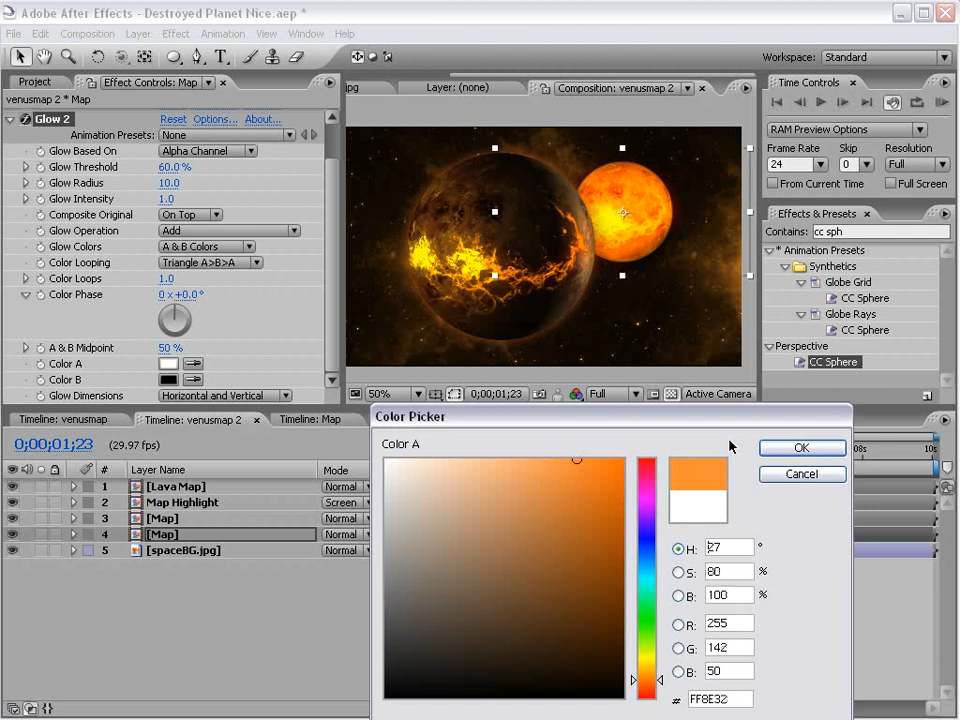 Adobe After Effects - Destroyed Planet Nice.aep *
File Edit Composition Layer Effect Animation View Window Help
Workspace: Standard
Project Effect Controls: Map
jpg Layer: (none) Composition: venusmap 2
Time Controls
venusmap 2 * Map
Glow 2 Reset Options... About...
Animation Presets: None
Glow Based On Alpha Channel
Glow Threshold 60.0 %
Glow Radius 10.0
Glow Intensity 1.0
Composite Original On Top
Glow Operation Add
Glow Colors A & B Colors
Color Looping Triangle A>B>A
Color Loops 1.0
Color Phase 0 x+0.0°
A & B Midpoint 50 %
Color A
Color B
Glow Dimensions Horizontal and Vertical
50% 0;00;01;23 Full Active Camera
RAM Preview Options
Frame Rate Skip Resolution
24 0 Full
From Current Time Full Screen
Effects & Presets
Contains: cc sph
* Animation Presets
Synthetics
Globe Grid
CC Sphere
Globe Rays
CC Sphere
Perspective
CC Sphere
Timeline: venusmap Timeline: venusmap 2 Timeline: Map
0;00;01;23 (29.97 fps)
08s 10s
# Layer Name Mode
1 [Lava Map] Normal
2 Map Highlight Screen
3 [Map] Normal
4 [Map] Normal
5 [spaceBG.jpg] Normal
Color Picker
Color A
OK
Cancel
H: 27 °
S: 80 %
B: 100 %
R: 255
G: 142
B: 50
# FF8E32